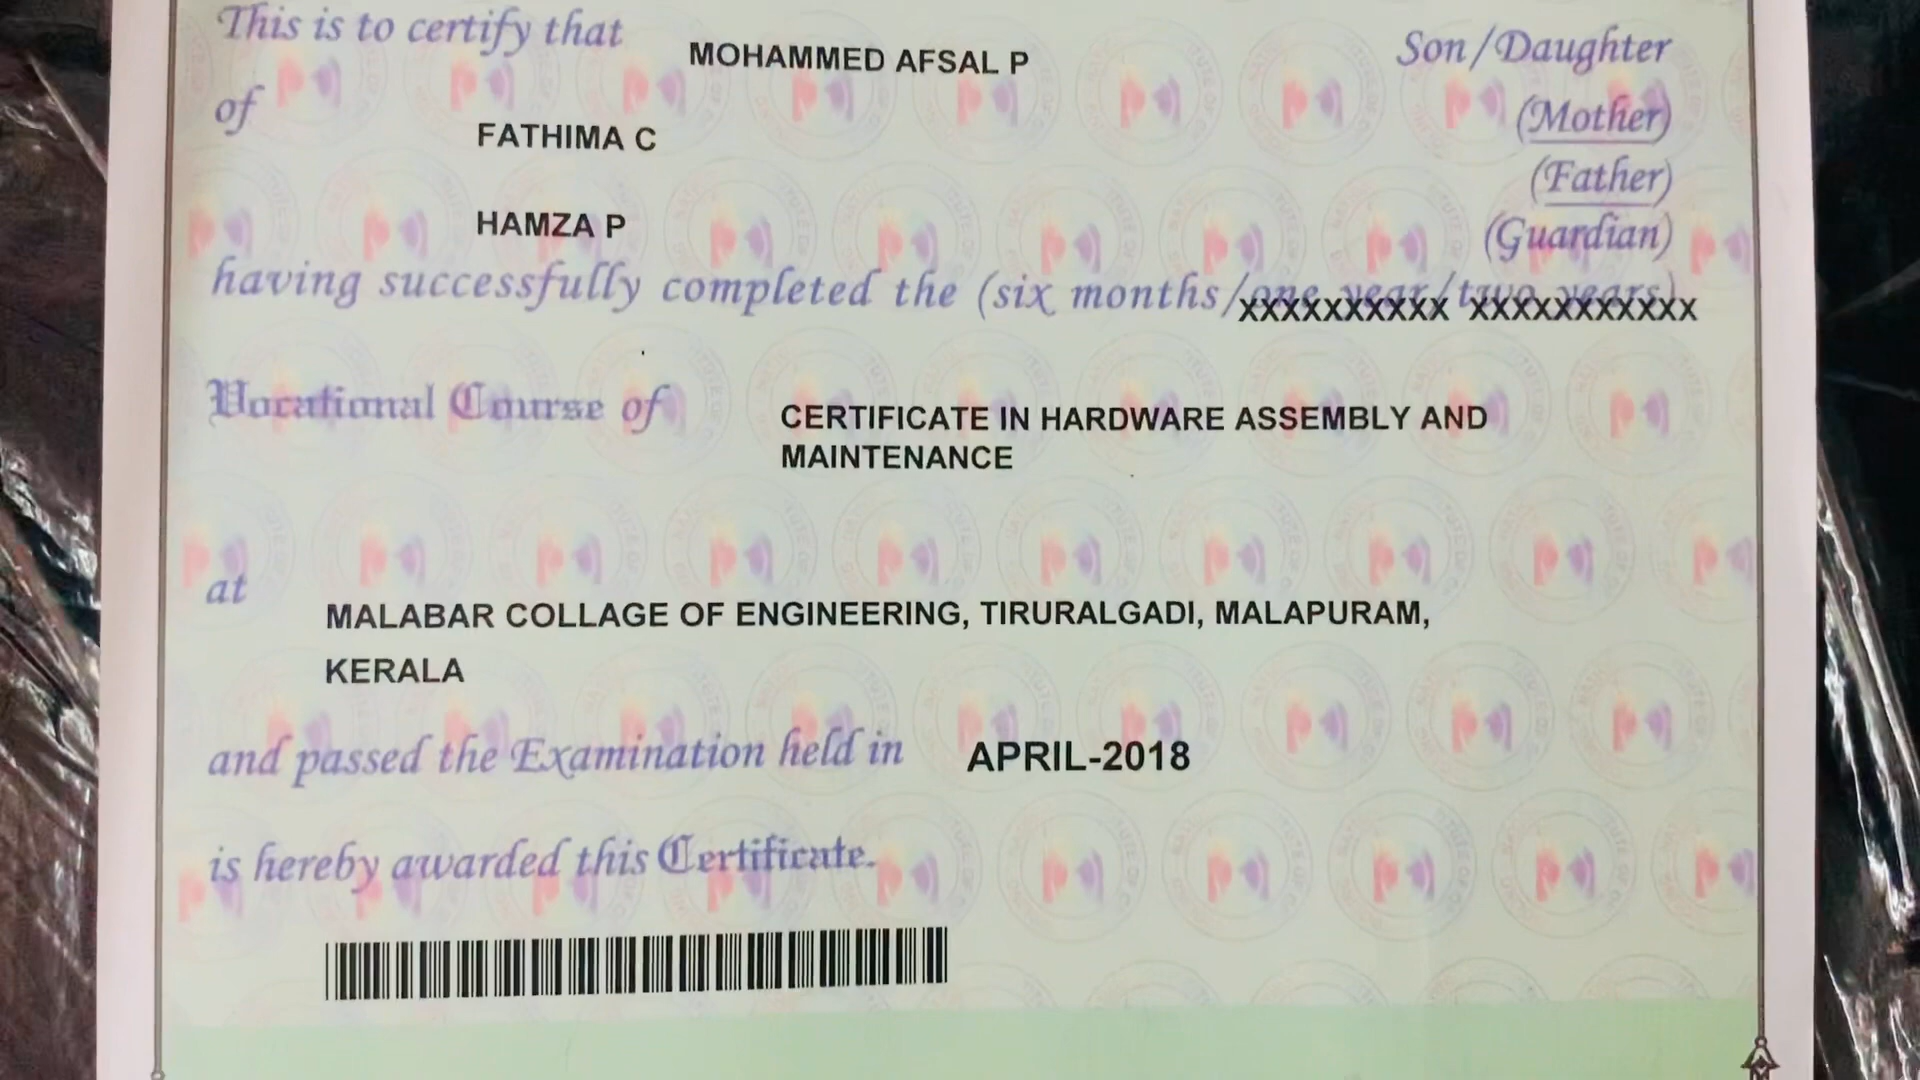 This is to certify that MOHAMMED AFSAL P Son/Daughter
of FATHIMA C (Mother)
(Father)
HAMZA P (Guardian)
having successfully completed the (six months/one year/two years)
xxxxxxxxxx xxxxxxxxxxx
Vocational Course of CERTIFICATE IN HARDWARE ASSEMBLY AND
MAINTENANCE
at
MALABAR COLLAGE OF ENGINEERING, TIRURALGADI, MALAPURAM,
KERALA
and passed the Examination held in APRIL-2018
is hereby awarded this Certificate.